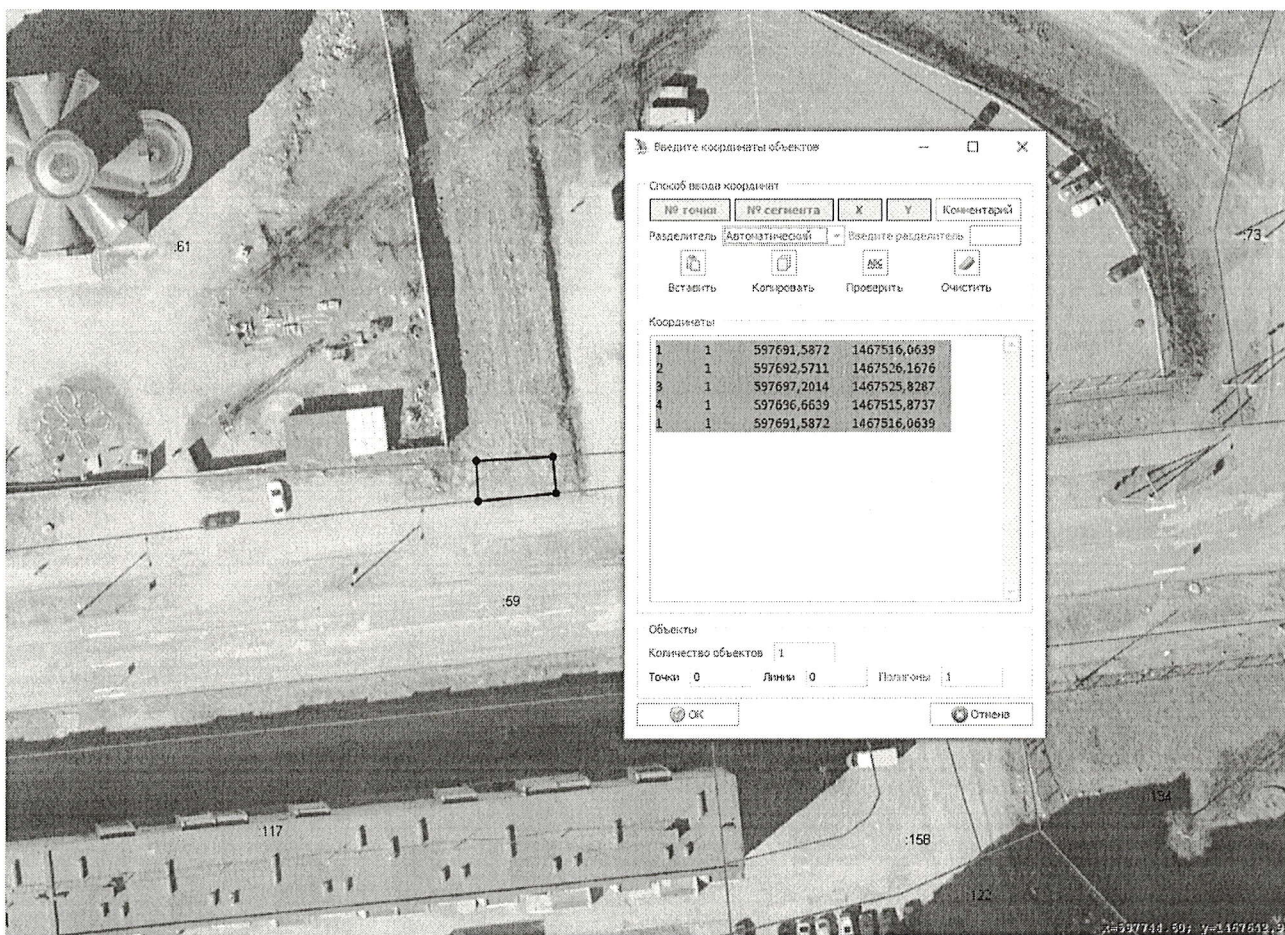 Введите координаты объектов
Способ ввода координат
№ точки № сегмента X Y Комментарий
Разделитель Автоматический Введите разделитель
ABC
Вставить Копировать Проверить Очистить
Координаты
1 1 597691,5872 1467516,0639
2 1 597692,5711 1467526,1676
3 1 597697,2014 1467525,8287
4 1 597696,6639 1467515,8737
1 1 597691,5872 1467516,0639
Объекты
Количество объектов 1
Точки 0 Линии 0 Полигоны 1
OK Отмена
:61
:73
:59
:117
:158
:122